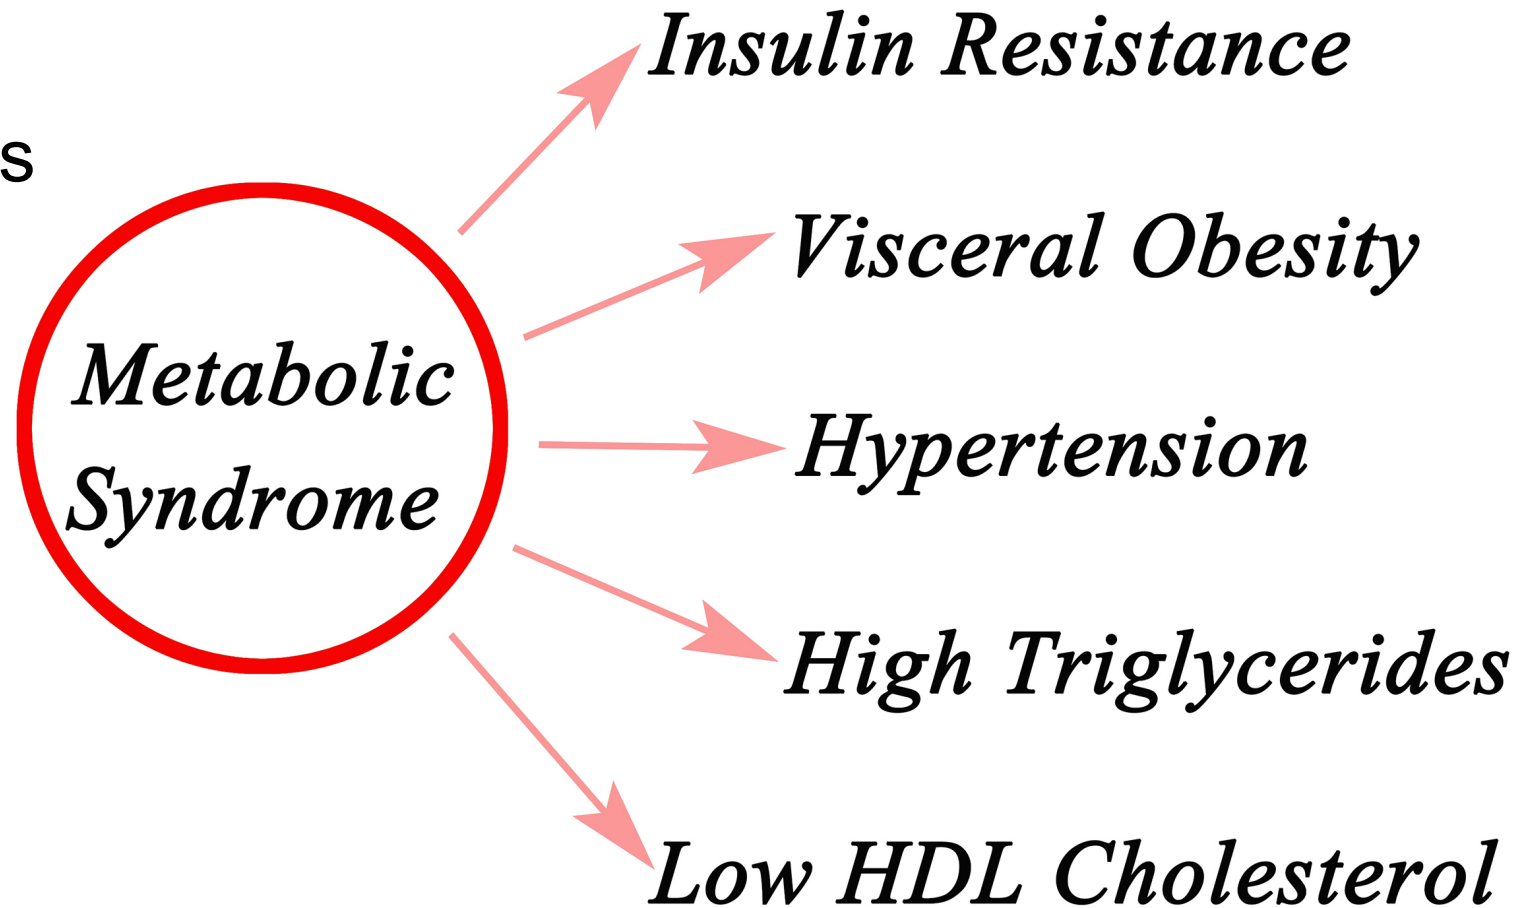 s
Insulin Resistance
Visceral Obesity
Metabolic
Syndrome
Hypertension
High Triglycerides
Low HDL Cholesterol